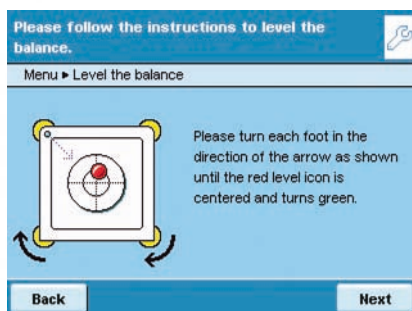 Please follow the instructions to level the
balance.
Menu ▸ Level the balance
Please turn each foot in the
direction of the arrow as shown
until the red level icon is
centered and turns green.
Back
Next